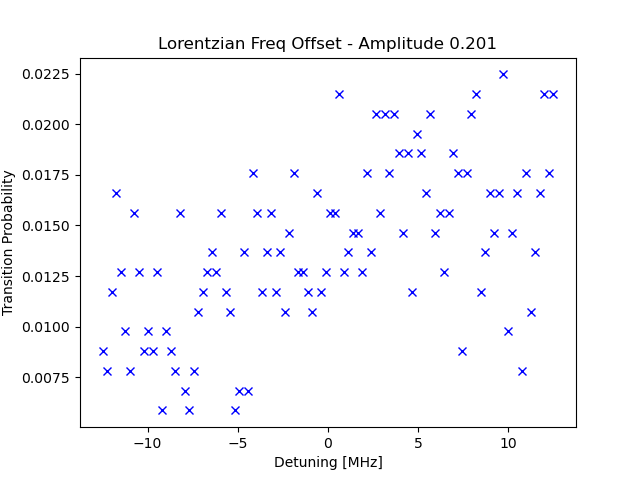 Lorentzian Freq Offset - Amplitude 0.201
0.0225
0.0200
0.0175
0.0150
0.0125
0.0100
0.0075
Transition Probability
−10 −5 0 5 10
Detuning [MHz]